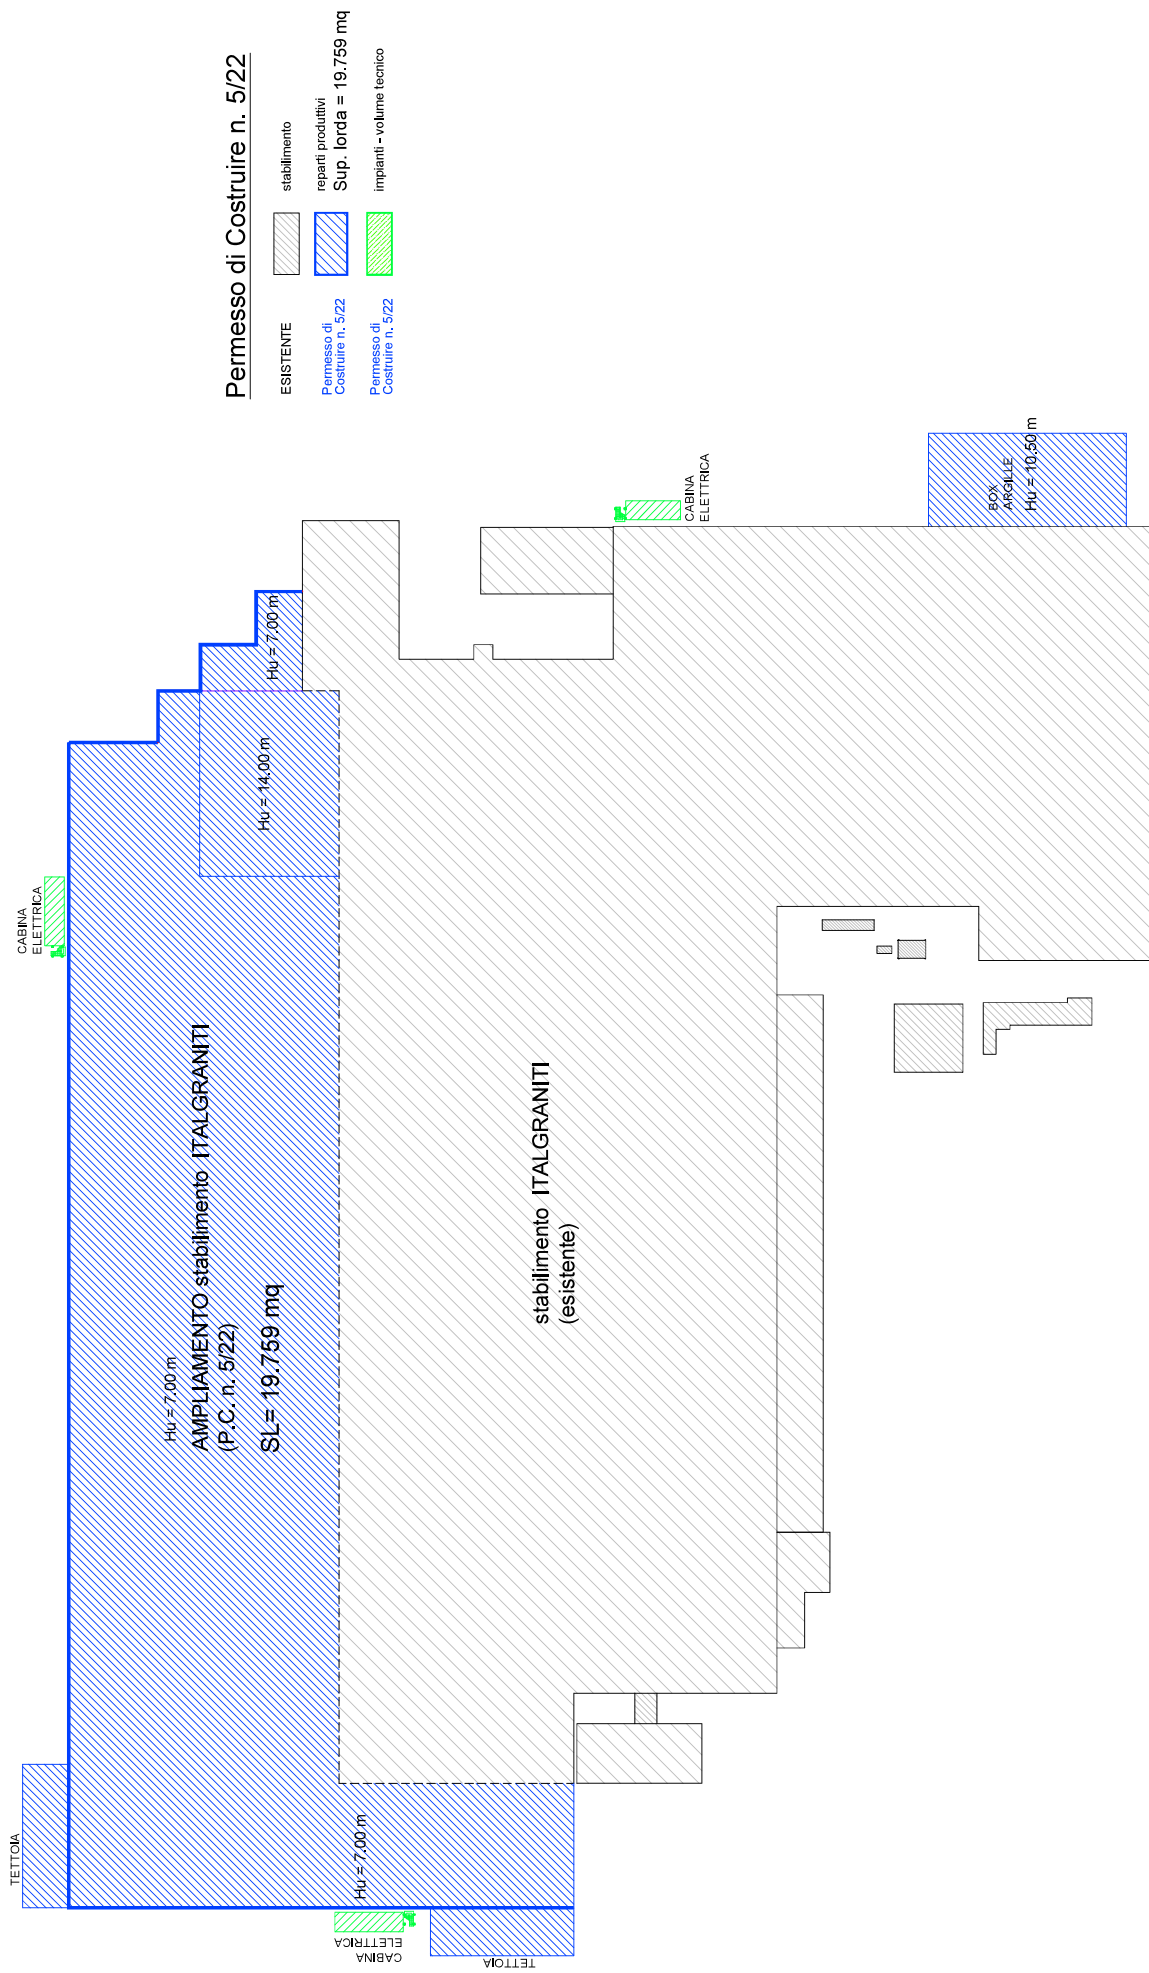 Permesso di Costruire n. 5/22
ESISTENTE
stabilimento
Permesso di
Costruire n. 5/22
reparti produttivi
Sup. lorda = 19.759 mq
Permesso di
Costruire n. 5/22
impianti - volume tecnico
TETTOIA
CABINA
ELETTRICA
Hu = 7.00 m
AMPLIAMENTO stabilimento ITALGRANITI
(P.C. n. 5/22)
SL= 19.759 mq
Hu = 14.00 m
Hu = 7.00 m
Hu = 7.00 m
CABINA
ELETTRICA
TETTOIA
stabilimento ITALGRANITI
(esistente)
CABINA
ELETTRICA
BOX
ARGILLE
Hu = 10.50 m